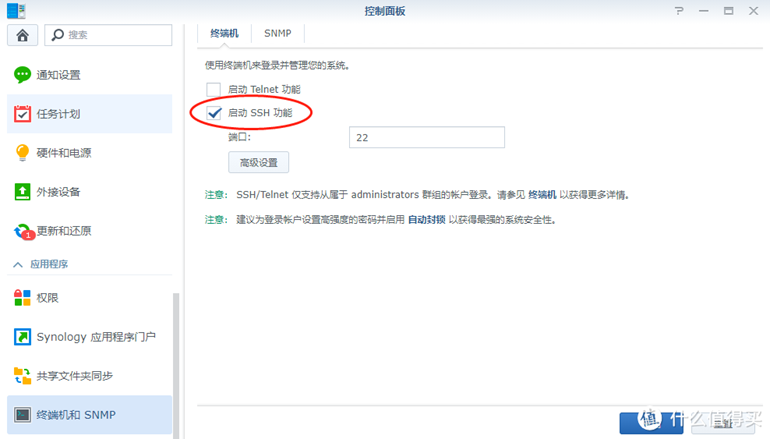 控制面板
搜索
通知设置
任务计划
硬件和电源
外接设备
1
更新和还原
应用程序
权限
Synology 应用程序门户
共享文件夹同步
终端机和 SNMP
终端机
SNMP
使用终端机来登录并管理您的系统。
启动 Telnet 功能
启动 SSH 功能
端口:
22
高级设置
注意: SSH/Telnet 仅支持从属于 administrators 群组的帐户登录。请参见 终端机 以获得更多详情。
注意: 建议为登录帐户设置高强度的密码并启用 自动封锁 以获得最强的系统安全性。
值 什么值得买